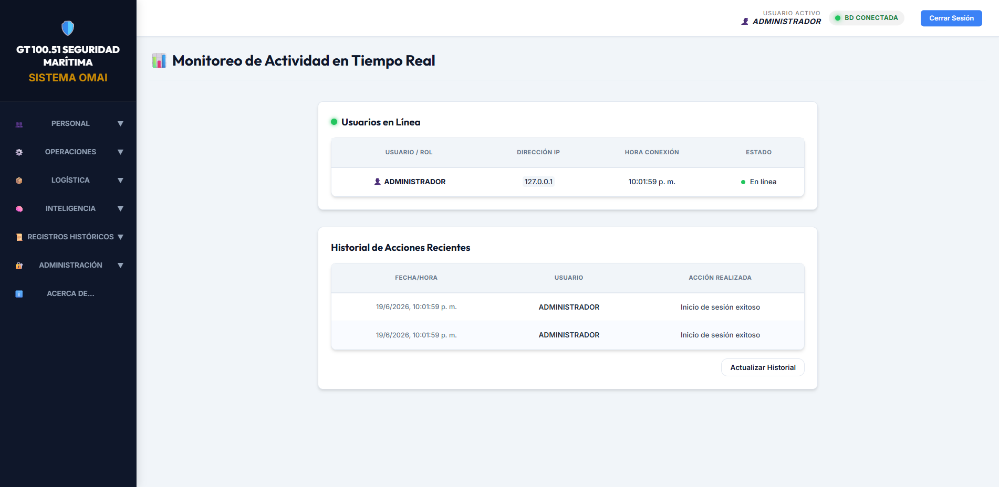 GT 100.51 SEGURIDAD
MARÍTIMA
SISTEMA OMAI
PERSONAL ▼
OPERACIONES ▼
LOGÍSTICA ▼
INTELIGENCIA ▼
REGISTROS HISTÓRICOS ▼
ADMINISTRACIÓN ▼
ACERCA DE...
USUARIO ACTIVO
ADMINISTRADOR
BD CONECTADA
Cerrar Sesión
Monitoreo de Actividad en Tiempo Real
Usuarios en Línea
USUARIO / ROL DIRECCIÓN IP HORA CONEXIÓN ESTADO
ADMINISTRADOR 127.0.0.1 10:01:59 p. m. En línea
Historial de Acciones Recientes
FECHA/HORA USUARIO ACCIÓN REALIZADA
19/6/2026, 10:01:59 p. m. ADMINISTRADOR Inicio de sesión exitoso
19/6/2026, 10:01:59 p. m. ADMINISTRADOR Inicio de sesión exitoso
Actualizar Historial